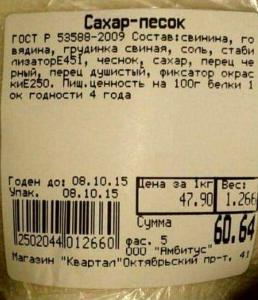 Сахар-песок
ГОСТ Р 53588-2009 Состав:свинина, го
вядина, грудинка свиная, соль, стаби
лизаторЕ451, чеснок, сахар, перец че
рный, перец душистый, фиксатор окрас
киЕ250. Пищ.ценность на 100г белки 1
ок годности 4 года
Годен до: 08.10.15
Упак. 08.10.15
Цена за 1кг Вес:
47.90 1.266
Сумма 60.64
2502044 012660
фас. 5
ООО "Амбитус"
Магазин "Квартал"Октябрьский пр-т, 41